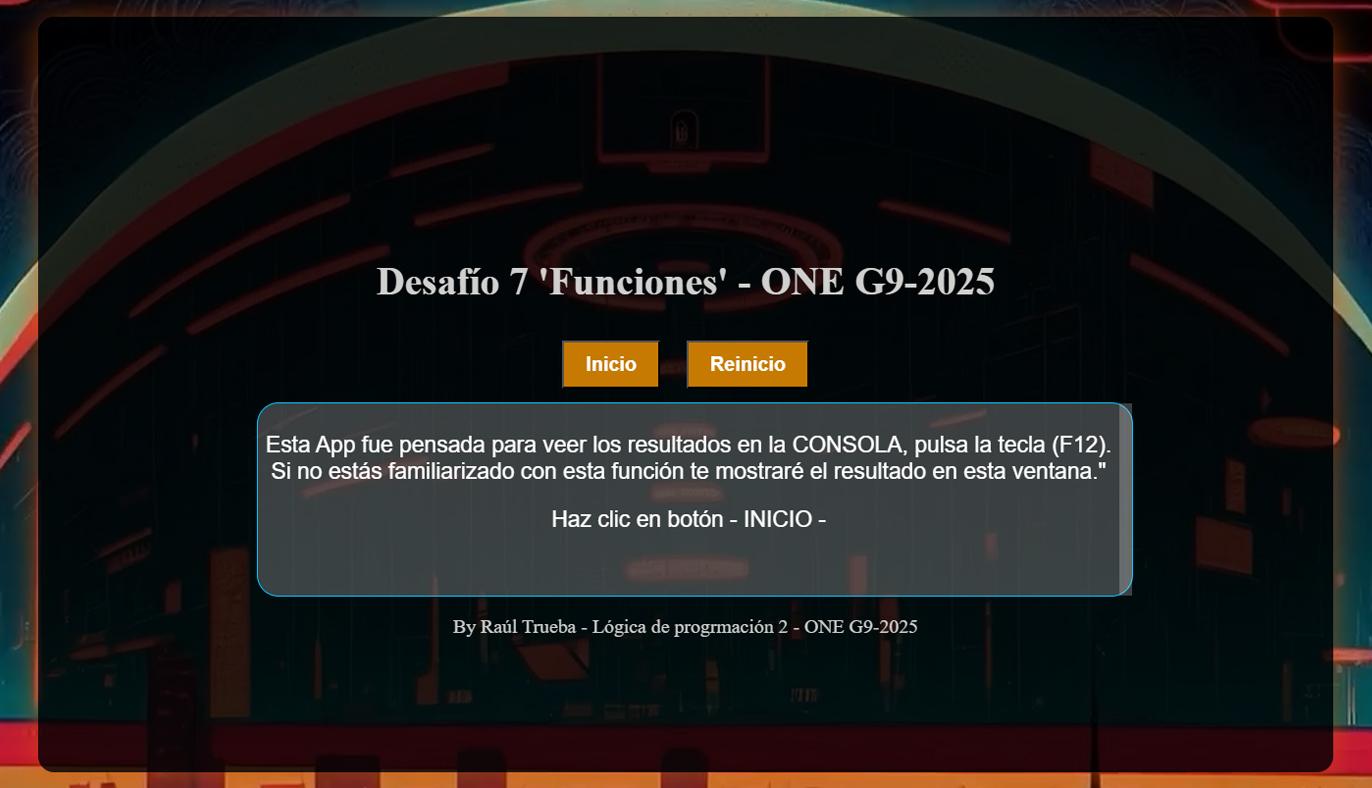 Desafío 7 'Funciones' - ONE G9-2025
Inicio
Reinicio
Esta App fue pensada para veer los resultados en la CONSOLA, pulsa la tecla (F12).
Si no estás familiarizado con esta función te mostraré el resultado en esta ventana."
Haz clic en botón - INICIO -
By Raúl Trueba - Lógica de progrmación 2 - ONE G9-2025